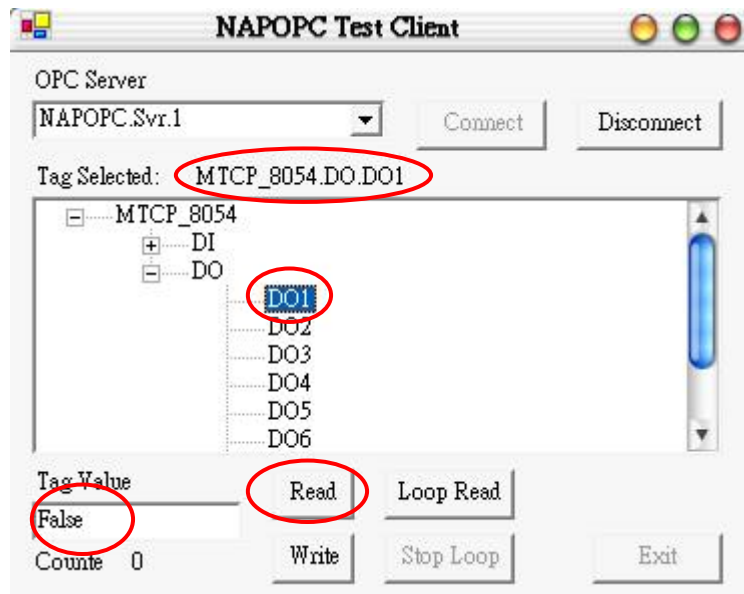 NAPOPC Test Client
OPC Server
NAPOPC.Svr.1 Connect Disconnect
Tag Selected: MTCP_8054.DO.DO1
MTCP_8054
DI
DO
DO1
DO2
DO3
DO4
DO5
DO6
Tag Value
Read Loop Read
False
Counte 0 Write Stop Loop Exit